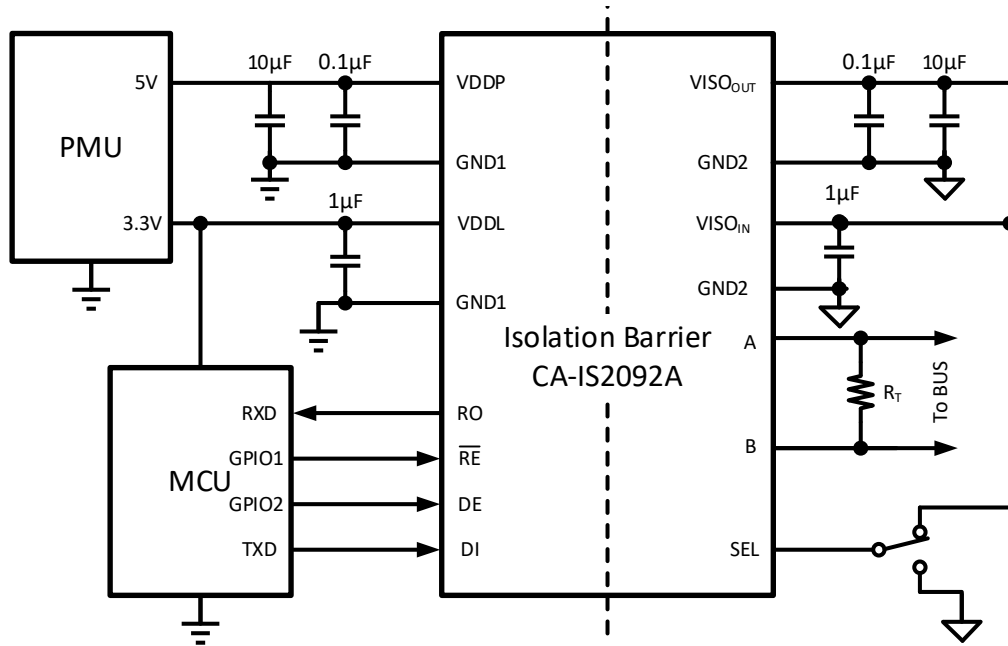 10μF 0.1μF
0.1μF 10μF
5V
VDDP
VISOOUT
PMU
GND1
GND2
1μF
1μF
3.3V
VDDL
VISOIN
GND1
GND2
Isolation Barrier
CA-IS2092A
A
RT
To BUS
B
RXD
RO
GPIO1
RE
MCU
GPIO2
DE
TXD
DI
SEL